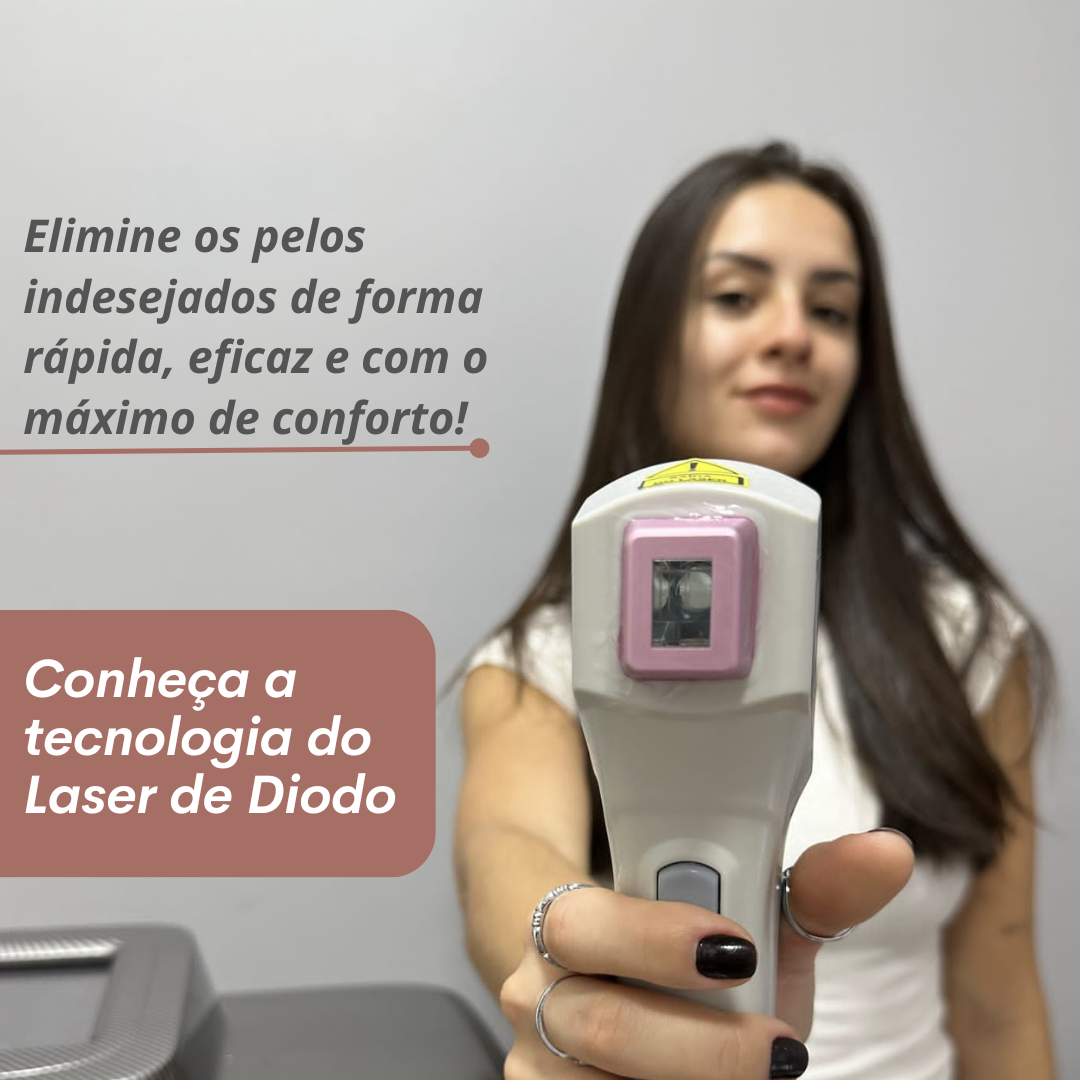 Elimine os pelos
indesejados de forma
rápida, eficaz e com o
máximo de conforto!
Conheça a
tecnologia do
Laser de Diodo